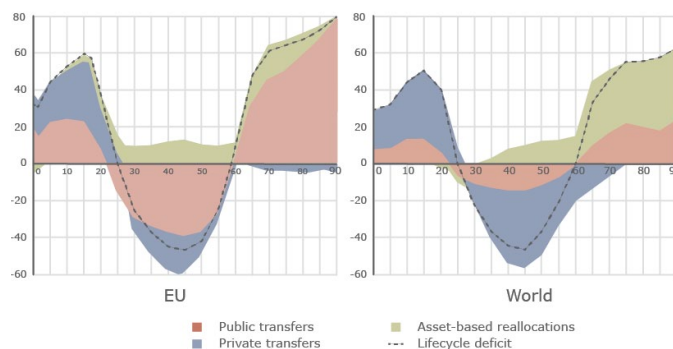 80 80
60 60
40 40
20 20
0 0
0 10 20 30 40 50 60 70 80 90 0 10 20 30 40 50 60 70 80 90
-20 -20
-40 -40
-60 -60
EU World
Public transfers Asset-based reallocations
Private transfers Lifecycle deficit